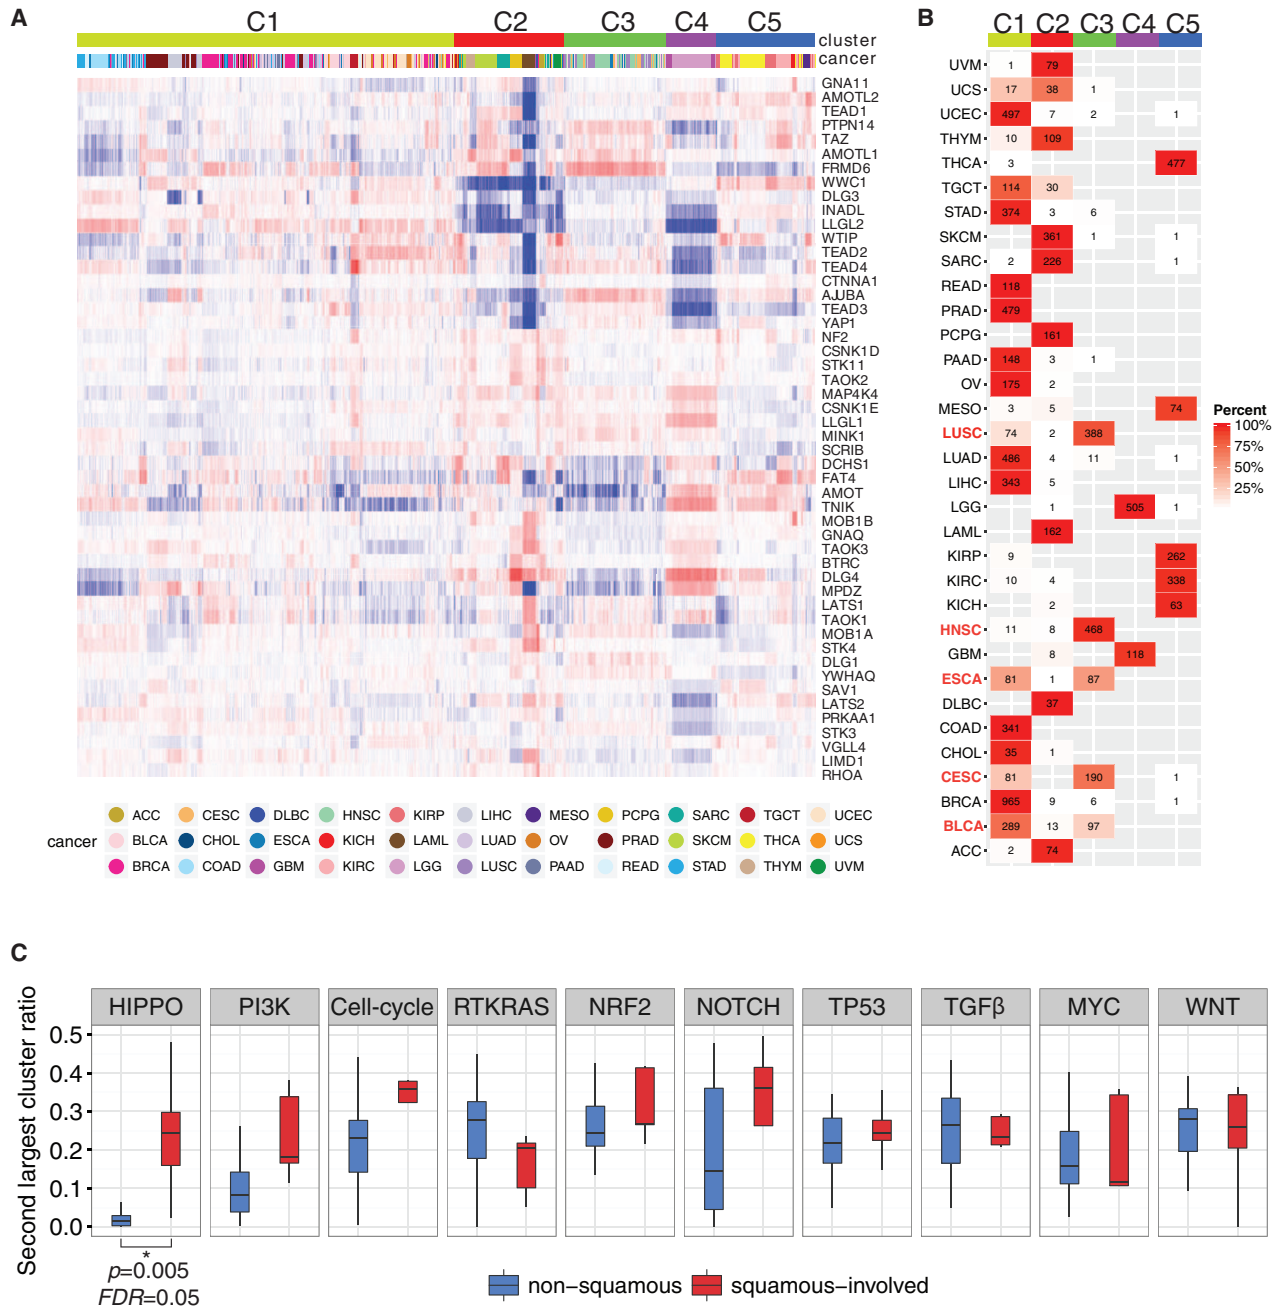 A
C1 C2 C3 C4 C5
cluster
cancer
GNA11
AMOTL2
TEAD1
PTPN14
TAZ
AMOTL1
FRMD6
WWC1
DLG3
INADL
LLGL2
WTIP
TEAD2
TEAD4
CTNNA1
AJUBA
TEAD3
YAP1
NF2
CSNK1D
STK11
TAOK2
MAP4K4
CSNK1E
LLGL1
MINK1
SCRIB
DCHS1
FAT4
AMOT
TNIK
MOB1B
GNAQ
TAOK3
BTRC
DLG4
MPDZ
LATS1
TAOK1
MOB1A
STK4
DLG1
YWHAQ
SAV1
LATS2
PRKAA1
STK3
VGLL4
LIMD1
RHOA
ACC CESC DLBC HNSC KIRP LIHC MESO PCPG SARC TGCT UCEC
cancer BLCA CHOL ESCA KICH LAML LUAD OV PRAD SKCM THCA UCS
BRCA COAD GBM KIRC LGG LUSC PAAD READ STAD THYM UVM
B
C1 C2 C3 C4 C5
UVM 1 79
UCS 17 38 1
UCEC 497 7 2 1
THYM 10 109
THCA 3 477
TGCT 114 30
STAD 374 3 6
SKCM 361 1 1
SARC 2 226 1
READ 118
PRAD 479
PCPG 161
PAAD 148 3 1
OV 175 2
MESO 3 5 74
LUSC 74 2 388
LUAD 486 4 11 1
LIHC 343 5
LGG 1 505 1
LAML 162
KIRP 9 262
KIRC 10 4 338
KICH 2 63
HNSC 11 8 468
GBM 8 118
ESCA 81 1 87
DLBC 37
COAD 341
CHOL 35 1
CESC 81 190 1
BRCA 965 9 6 1
BLCA 289 13 97
ACC 2 74
Percent
100%
75%
50%
25%
C
HIPPO PI3K Cell-cycle RTKRAS NRF2 NOTCH TP53 TGFβ MYC WNT
Second largest cluster ratio
0.5
0.4
0.3
0.2
0.1
0.0
*
p=0.005
FDR=0.05
non-squamous squamous-involved